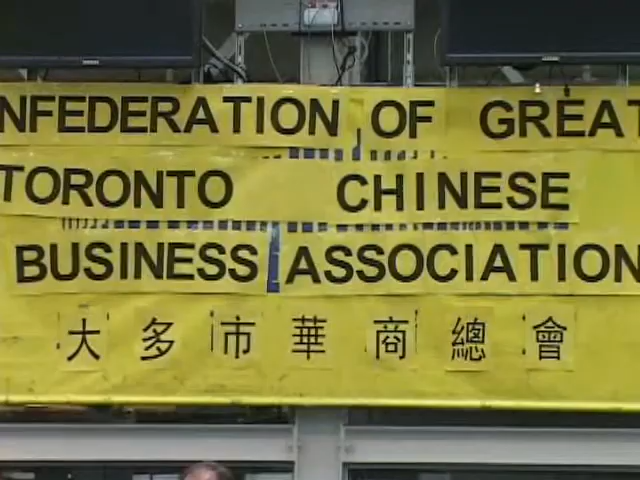 NFEDERATION OF GREAT
TORONTO CHINESE
BUSINESS ASSOCIATION
大多市華商總會